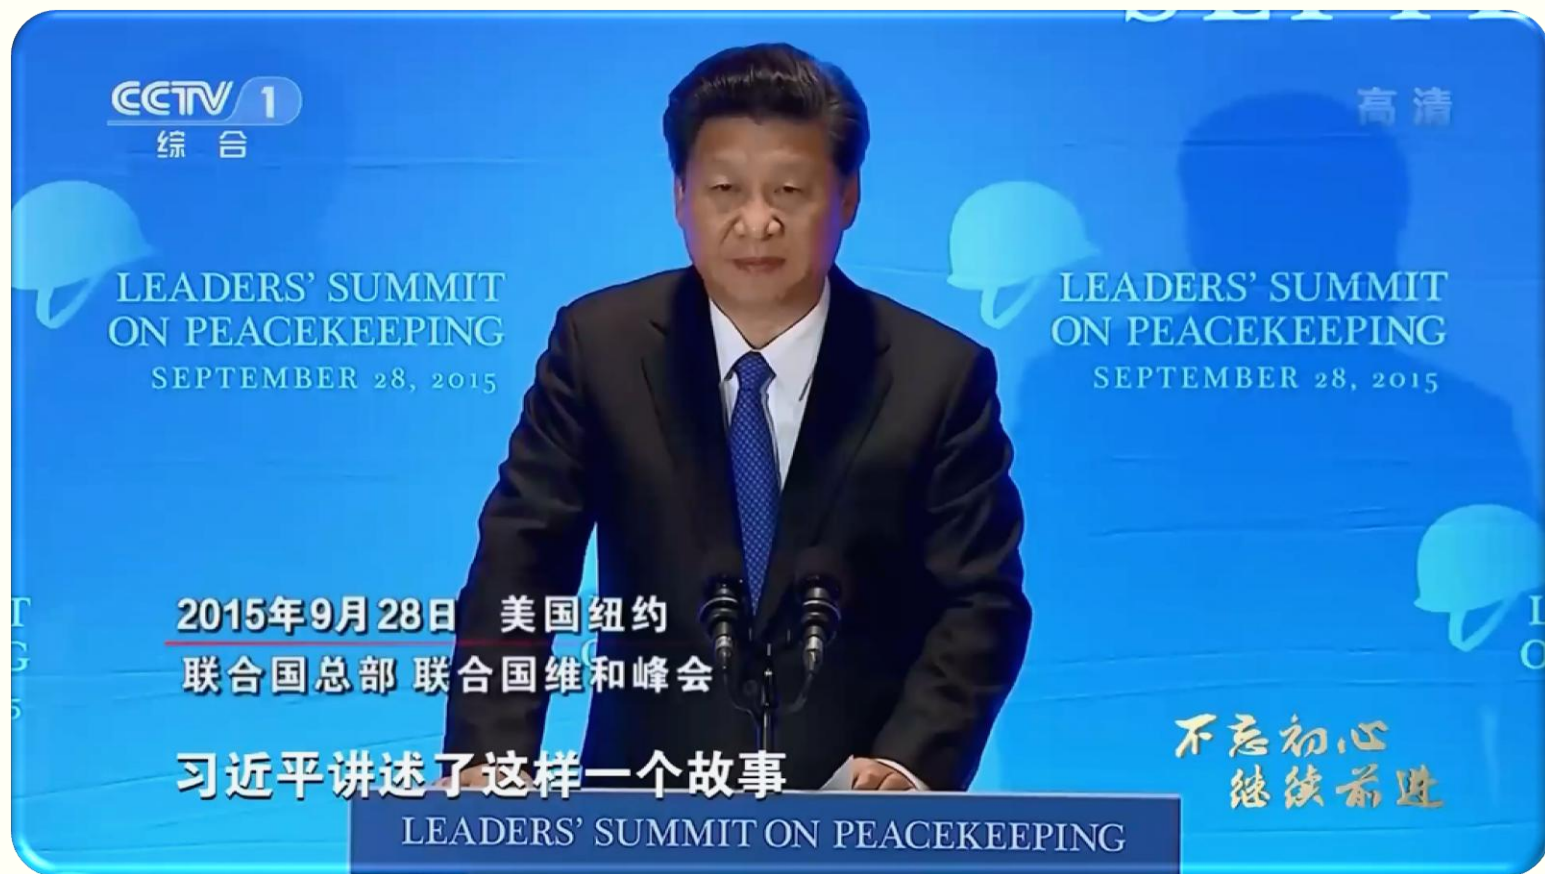 CCTV 1
综合
高清
LEADERS' SUMMIT
ON PEACEKEEPING
SEPTEMBER 28, 2015
LEADERS' SUMMIT
ON PEACEKEEPING
SEPTEMBER 28, 2015
2015年9月28日 美国纽约
联合国总部 联合国维和峰会
习近平讲述了这样一个故事
不忘初心
继续前进
LEADERS' SUMMIT ON PEACEKEEPING